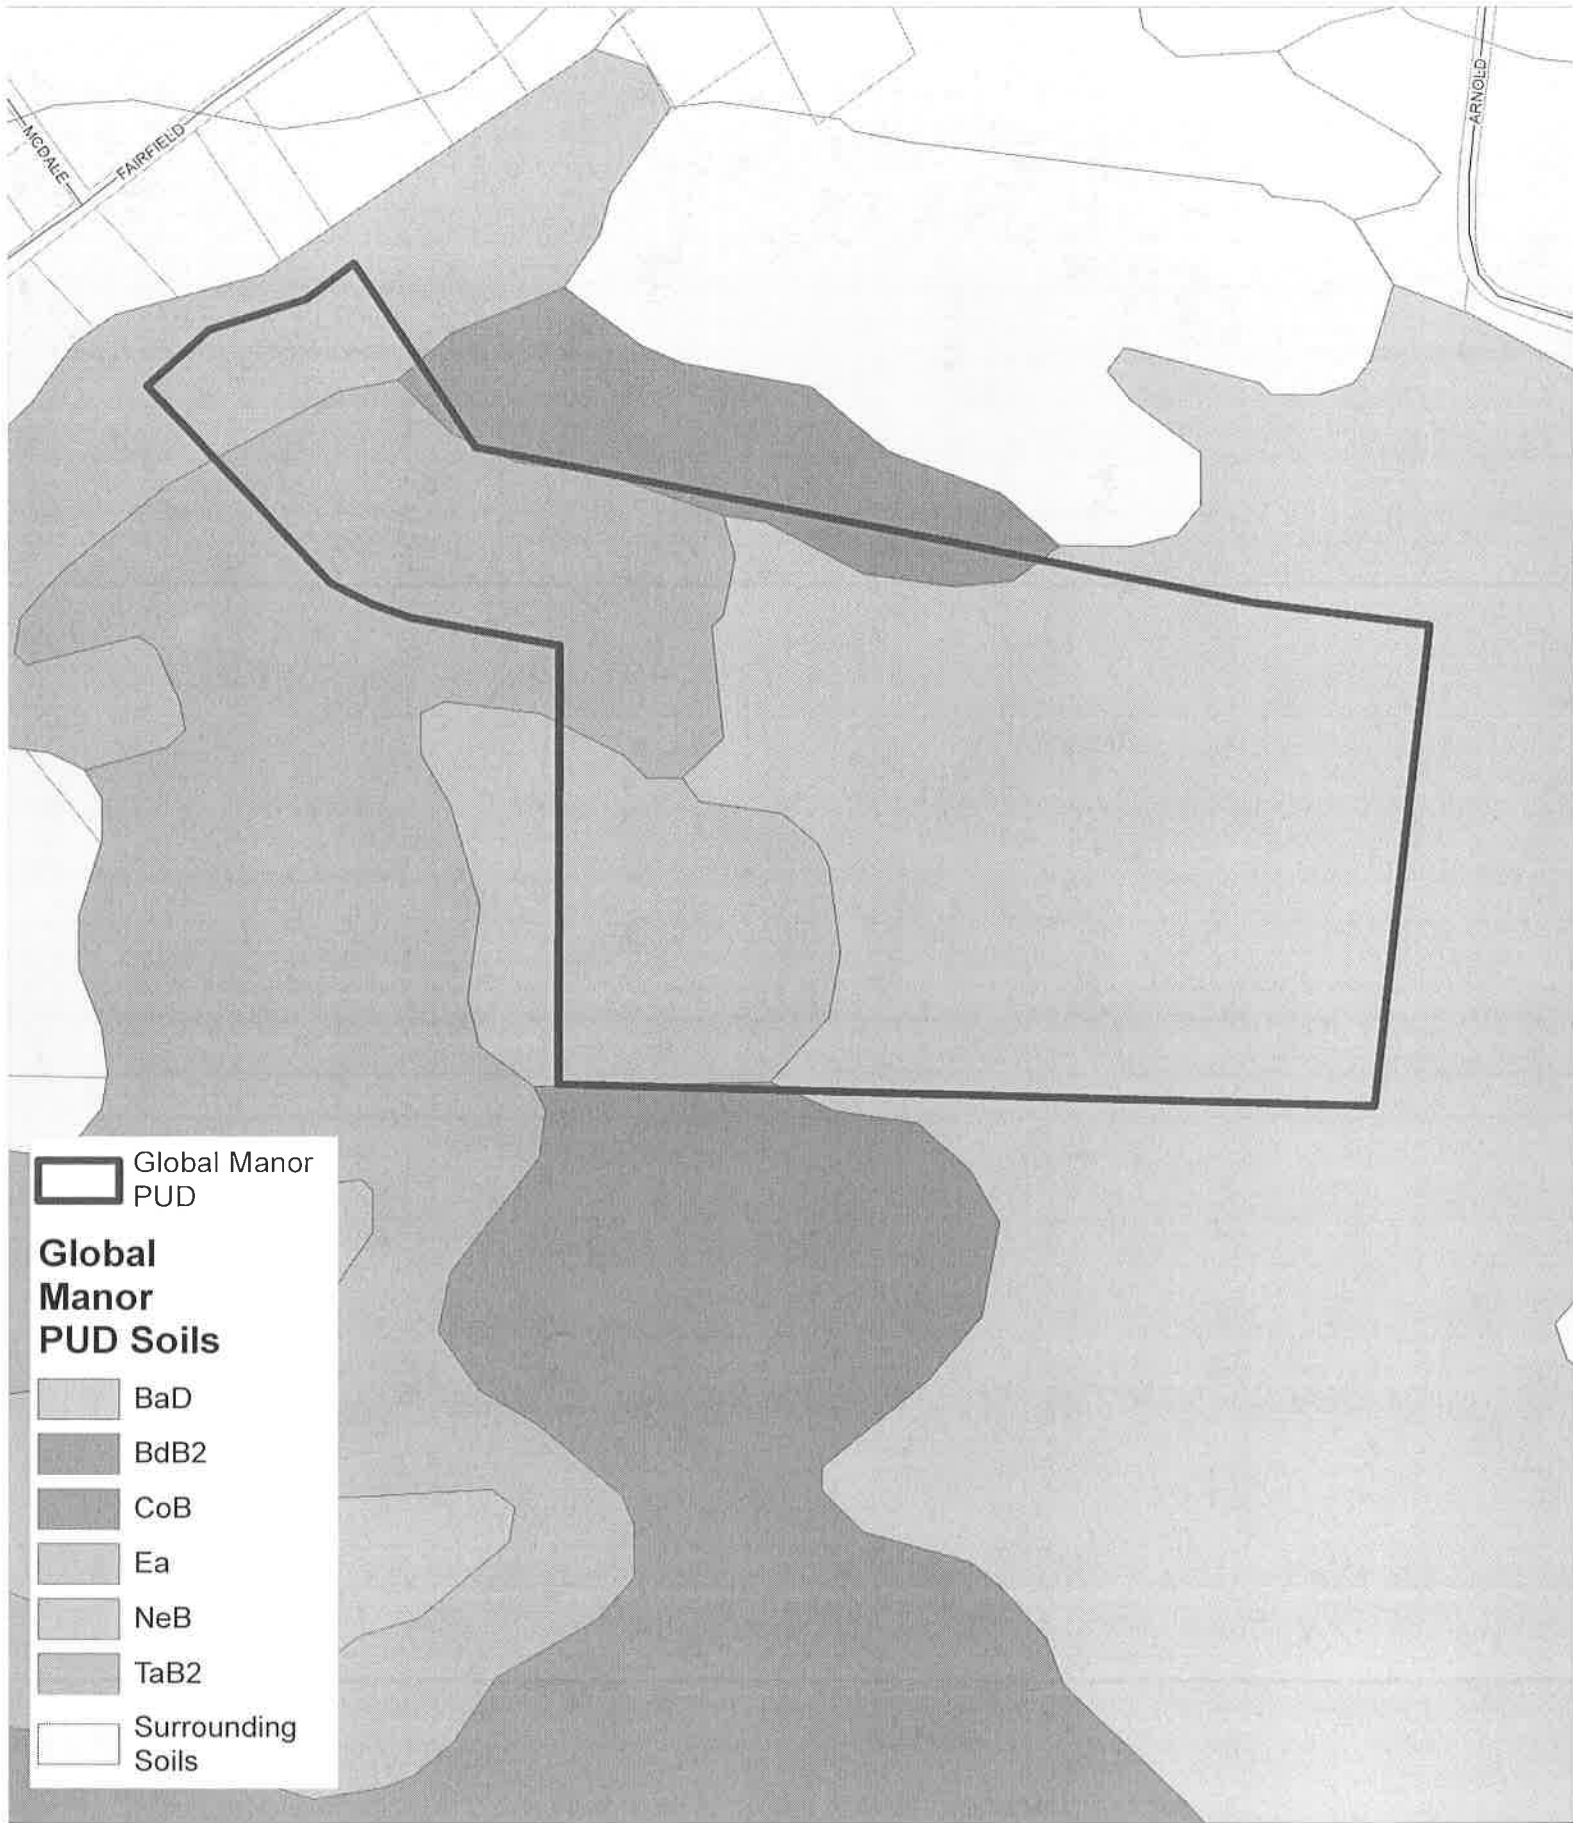 ARNOLD
MCDALE
FAIRFIELD
Global Manor
PUD
Global
Manor
PUD Soils
BaD
BdB2
CoB
Ea
NeB
TaB2
Surrounding
Soils